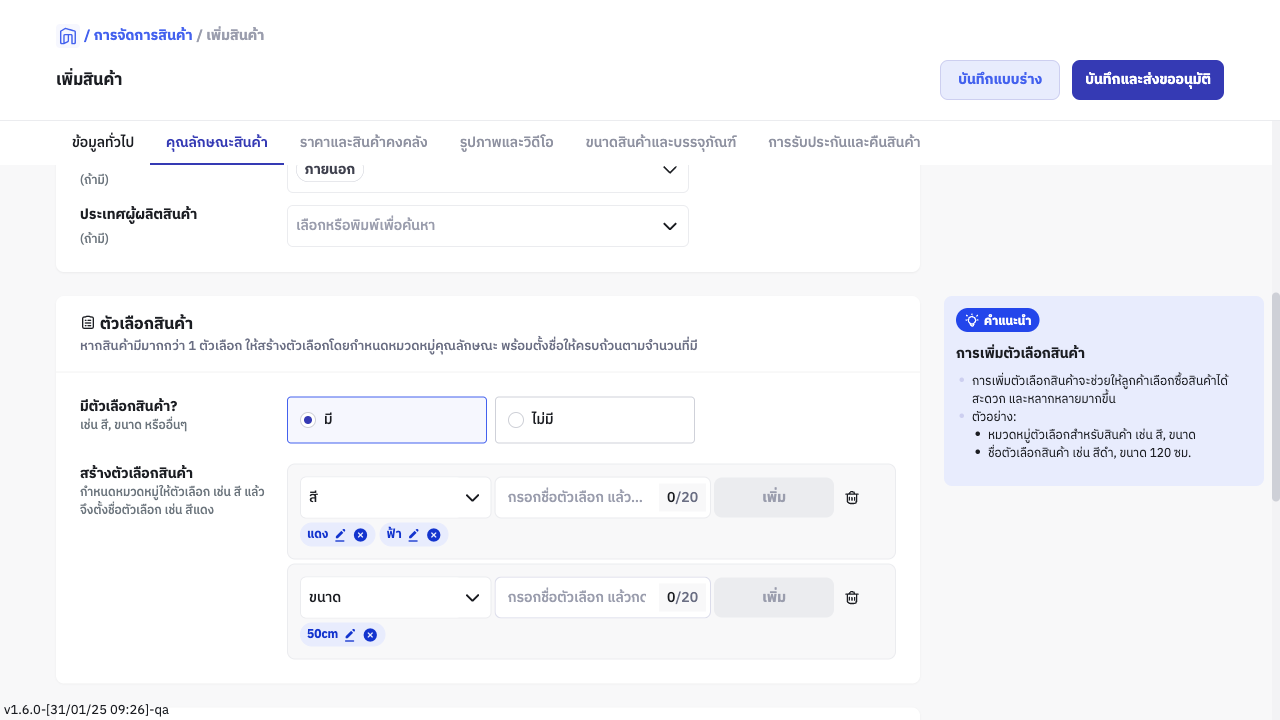 / การจัดการสินค้า / เพิ่มสินค้า
เพิ่มสินค้า
บันทึกแบบร่าง
บันทึกและส่งขออนุมัติ
ข้อมูลทั่วไป
คุณลักษณะสินค้า
ราคาและสินค้าคงคลัง
รูปภาพและวิดีโอ
ขนาดสินค้าและบรรจุภัณฑ์
การรับประกันและคืนสินค้า
ภายนอก
(ถ้ามี)
ประเทศผู้ผลิตสินค้า
(ถ้ามี)
เลือกหรือพิมพ์เพื่อค้นหา
ตัวเลือกสินค้า
หากสินค้ามีมากกว่า 1 ตัวเลือก ให้สร้างตัวเลือกโดยกำหนดหมวดหมู่คุณลักษณะ พร้อมตั้งชื่อให้ครบถ้วนตามจำนวนที่มี
มีตัวเลือกสินค้า?
เช่น สี, ขนาด หรืออื่นๆ
มี
ไม่มี
สร้างตัวเลือกสินค้า
กำหนดหมวดหมู่ให้ตัวเลือก เช่น สี แล้ว
จึงตั้งชื่อตัวเลือก เช่น สีแดง
สี
กรอกชื่อตัวเลือก แล้ว...
0/20
เพิ่ม
แดง
ฟ้า
ขนาด
กรอกชื่อตัวเลือก แล้วกด
0/20
เพิ่ม
50cm
คำแนะนำ
การเพิ่มตัวเลือกสินค้า
การเพิ่มตัวเลือกสินค้าจะช่วยให้ลูกค้าเลือกซื้อสินค้าได้
สะดวก และหลากหลายมากขึ้น
ตัวอย่าง:
หมวดหมู่ตัวเลือกสำหรับสินค้า เช่น สี, ขนาด
ชื่อตัวเลือกสินค้า เช่น สีดำ, ขนาด 120 ซม.
v1.6.0-[31/01/25 09:26]-qa